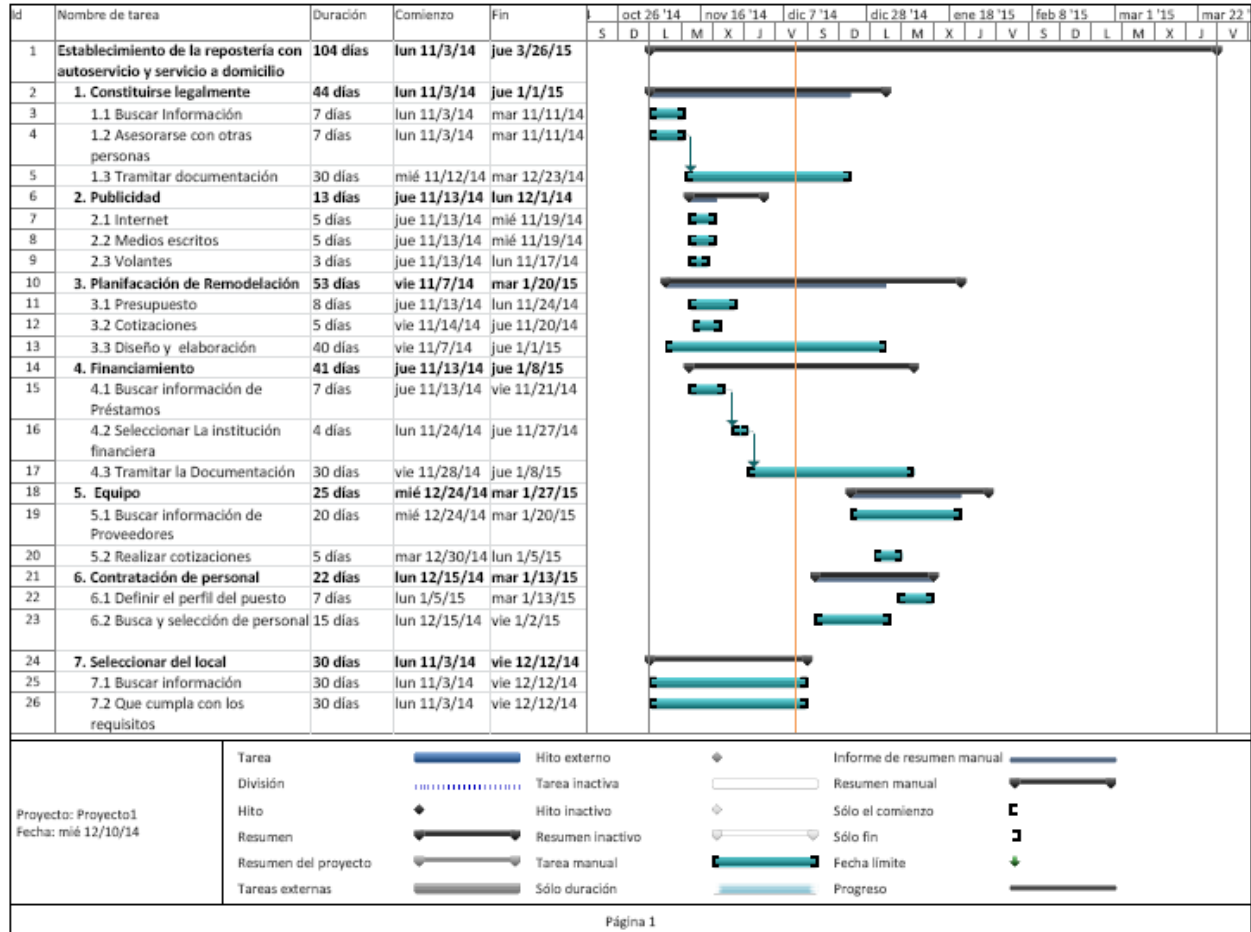 Id Nombre de tarea Duración Comienzo Fin 4 oct 26 '14 nov 16 '14 dic 7 '14 dic 28 '14 ene 18 '15 feb 8 '15 mar 1 '15 mar 22 '
S D L M X J V S D L M X J V S D L M X J V
1 Establecimiento de la repostería con 104 días lun 11/3/14 jue 3/26/15
autoservicio y servicio a domicilio
2 1. Constituirse legalmente 44 días lun 11/3/14 jue 1/1/15
3 1.1 Buscar Información 7 días lun 11/3/14 mar 11/11/14
4 1.2 Asesorarse con otras 7 días lun 11/3/14 mar 11/11/14
personas
5 1.3 Tramitar documentación 30 días mié 11/12/14 mar 12/23/14
6 2. Publicidad 13 días jue 11/13/14 lun 12/1/14
7 2.1 Internet 5 días jue 11/13/14 mié 11/19/14
8 2.2 Medios escritos 5 días jue 11/13/14 mié 11/19/14
9 2.3 Volantes 3 días jue 11/13/14 lun 11/17/14
10 3. Planifacación de Remodelación 53 días vie 11/7/14 mar 1/20/15
11 3.1 Presupuesto 8 días jue 11/13/14 lun 11/24/14
12 3.2 Cotizaciones 5 días vie 11/14/14 jue 11/20/14
13 3.3 Diseño y elaboración 40 días vie 11/7/14 jue 1/1/15
14 4. Financiamiento 41 días jue 11/13/14 jue 1/8/15
15 4.1 Buscar información de 7 días jue 11/13/14 vie 11/21/14
Préstamos
16 4.2 Seleccionar La institución 4 días lun 11/24/14 jue 11/27/14
financiera
17 4.3 Tramitar la Documentación 30 días vie 11/28/14 jue 1/8/15
18 5. Equipo 25 días mié 12/24/14 mar 1/27/15
19 5.1 Buscar información de 20 días mié 12/24/14 mar 1/20/15
Proveedores
20 5.2 Realizar cotizaciones 5 días mar 12/30/14 lun 1/5/15
21 6. Contratación de personal 22 días lun 12/15/14 mar 1/13/15
22 6.1 Definir el perfil del puesto 7 días lun 1/5/15 mar 1/13/15
23 6.2 Busca y selección de personal 15 días lun 12/15/14 vie 1/2/15
24 7. Seleccionar del local 30 días lun 11/3/14 vie 12/12/14
25 7.1 Buscar información 30 días lun 11/3/14 vie 12/12/14
26 7.2 Que cumpla con los 30 días lun 11/3/14 vie 12/12/14
requisitos
Proyecto: Proyecto1
Fecha: mié 12/10/14
Tarea Hito externo Informe de resumen manual
División Tarea inactiva Resumen manual
Hito Hito inactivo Sólo el comienzo
Resumen Resumen inactivo Sólo fin
Resumen del proyecto Tarea manual Fecha límite
Tareas externas Sólo duración Progreso
Página 1